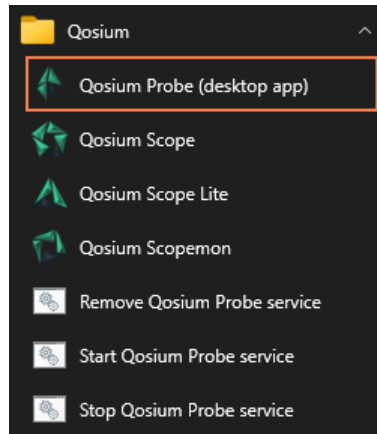 Qosium
Qosium Probe (desktop app)
Qosium Scope
Qosium Scope Lite
Qosium Scopemon
Remove Qosium Probe service
Start Qosium Probe service
Stop Qosium Probe service